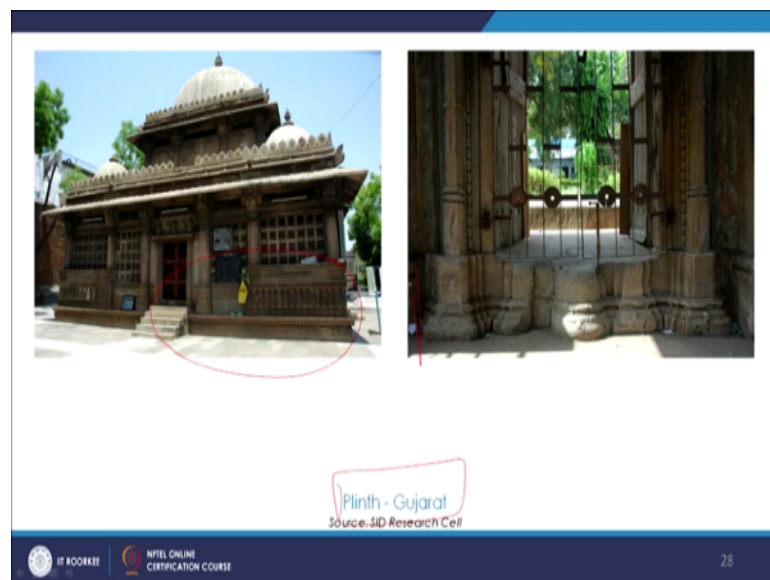 Plinth - Gujarat
Source: SID Research Cell
IIT ROORKEE
NPTEL ONLINE
CERTIFICATION COURSE
28